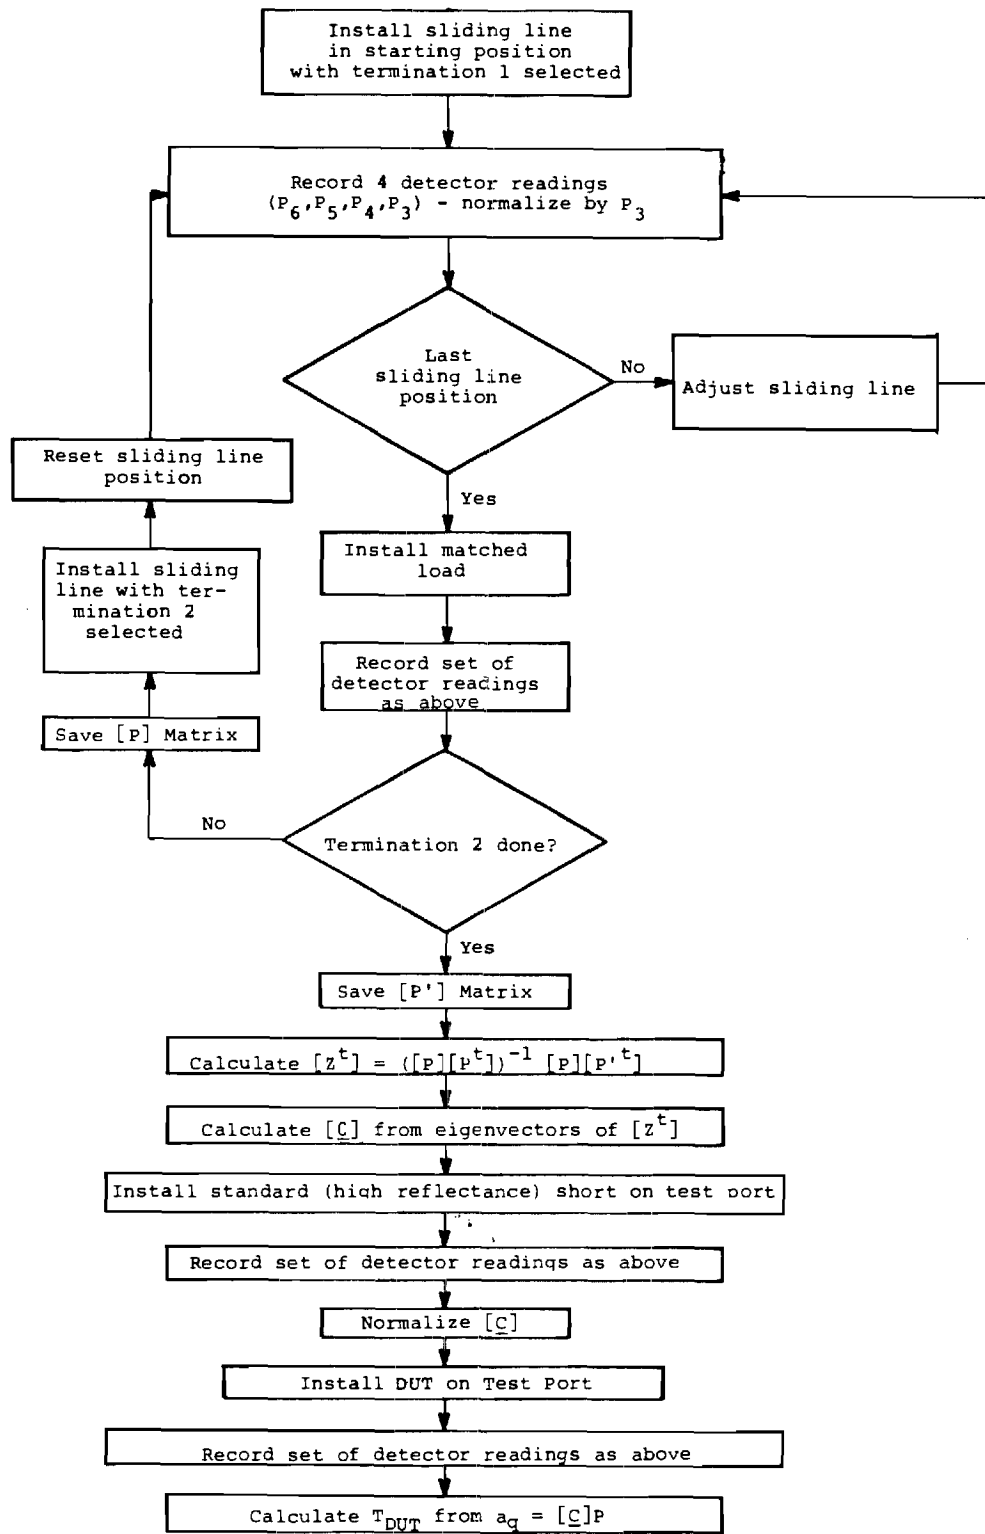 Install sliding line
in starting position
with termination 1 selected
Record 4 detector readings
(P₆,P₅,P₄,P₃) - normalize by P₃
Last
sliding line
position
No
Adjust sliding line
Yes
Reset sliding line
position
Install sliding
line with ter-
mination 2
selected
Save [P] Matrix
Install matched
load
Record set of
detector readings
as above
No
Termination 2 done?
Yes
Save [P'] Matrix
Calculate [Zᵗ] = ([P][Pᵗ])⁻¹ [P][P'ᵗ]
Calculate [C̲] from eigenvectors of [Zᵗ]
Install standard (high reflectance) short on test port
Record set of detector readings as above
Normalize [C̲]
Install DUT on Test Port
Record set of detector readings as above
Calculate T_DUT from a_q = [C̲]P